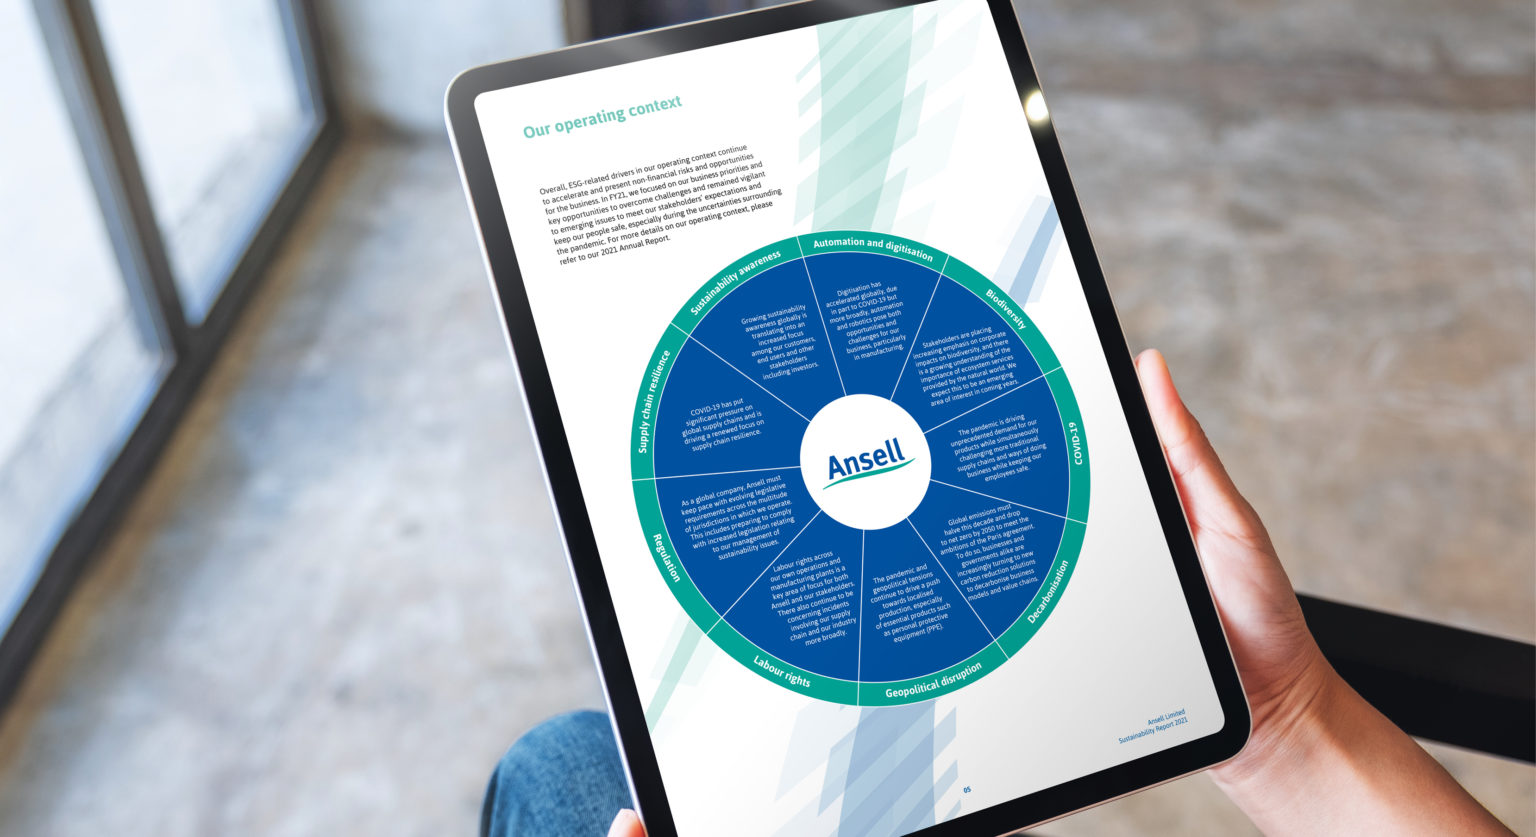 Our operating context
Overall, ESG-related drivers in our operating context continue
to accelerate and present non-financial risks and opportunities
for the business. In FY21, we focused on our business priorities and
key opportunities to overcome challenges and remained vigilant
to emerging issues to meet our stakeholders' expectations and
keep our people safe, especially during the uncertainties surrounding
the pandemic. For more details on our operating context, please
refer to our 2021 Annual Report.
Automation and digitisation
Digitisation has
accelerated globally, due
in part to COVID-19 but
more broadly, automation
and robotics pose both
opportunities and
challenges for our
business, particularly
in manufacturing.
Biodiversity
Stakeholders are placing
increasing emphasis on corporate
impacts on biodiversity, and there
is a growing understanding of the
importance of ecosystem services
provided by the natural world. We
expect this to be an emerging
area of interest in coming years.
COVID-19
The pandemic is driving
unprecedented demand for our
products while simultaneously
challenging more traditional
supply chains and ways of doing
business while keeping our
employees safe.
Decarbonisation
Global emissions must
halve this decade and drop
to net zero by 2050 to meet the
ambitions of the Paris agreement.
To do so, businesses and
governments alike are
increasingly turning to new
carbon reduction solutions
to decarbonise business
models and value chains.
Geopolitical disruption
The pandemic and
geopolitical tensions
continue to drive a push
towards localised
production, especially
of essential products such
as personal protective
equipment (PPE).
Labour rights
Labour rights across
our own operations and
manufacturing plants is a
key area of focus for both
Ansell and our stakeholders.
There also continue to be
concerning incidents
involving our supply
chain and our industry
more broadly.
Regulation
As a global company, Ansell must
keep pace with evolving legislative
requirements across the multitude
of jurisdictions in which we operate.
This includes preparing to comply
with increased legislation relating
to our management of
sustainability issues.
Supply chain resilience
COVID-19 has put
significant pressure on
global supply chains and is
driving a renewed focus on
supply chain resilience.
Sustainability awareness
Growing sustainability
awareness globally is
translating into an
increased focus
among our customers,
end users and other
stakeholders
including investors.
Ansell
Ansell Limited
Sustainability Report 2021
05